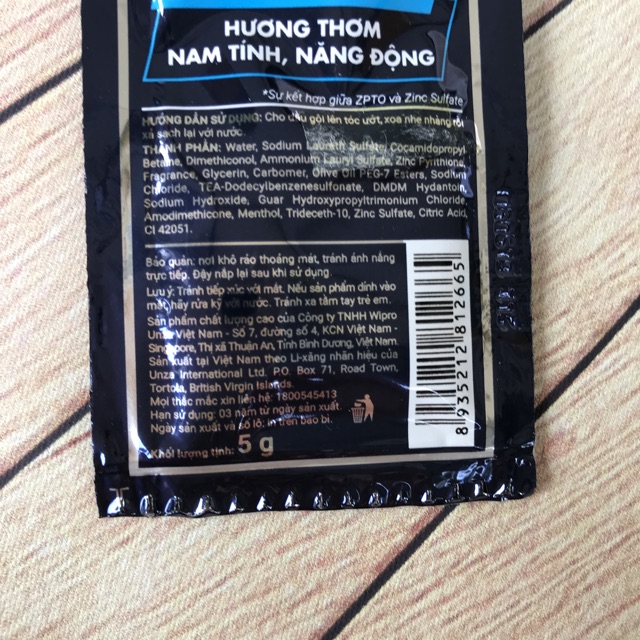 HƯƠNG THƠM
NAM TÍNH, NĂNG ĐỘNG
*Sự kết hợp giữa ZPTO và Zinc Sulfate
HƯỚNG DẪN SỬ DỤNG: Cho dầu gội lên tóc ướt, xoa nhẹ nhàng rồi
xả sạch lại với nước.
THÀNH PHẦN: Water, Sodium Laureth Sulfate, Cocamidopropyl
Betaine, Dimethiconol, Ammonium Lauryl Sulfate, Zinc Pyrithione,
Fragrance, Glycerin, Carbomer, Olive Oil PEG-7 Esters, Sodium
Chloride, TEA-Dodecylbenzenesulfonate, DMDM Hydantoin,
Sodium Hydroxide, Guar Hydroxypropyltrimonium Chloride,
Amodimethicone, Menthol, Trideceth-10, Zinc Sulfate, Citric Acid,
CI 42051.
Bảo quản: nơi khô ráo thoáng mát, tránh ánh nắng
trực tiếp. Đậy nắp lại sau khi sử dụng.
Lưu ý: Tránh tiếp xúc với mắt. Nếu sản phẩm dính vào
mắt, hãy rửa kỹ với nước. Tránh xa tầm tay trẻ em.
Sản phẩm chất lượng cao của Công ty TNHH Wipro
Unza Việt Nam - Số 7, đường số 4, KCN Việt Nam -
Singapore, Thị xã Thuận An, Tỉnh Bình Dương, Việt Nam.
Sản xuất tại Việt Nam theo Li-xăng nhãn hiệu của
Unza International Ltd. P.O. Box 71, Road Town,
Tortola, British Virgin Islands.
Mọi thắc mắc xin liên hệ: 1800545413
Hạn sử dụng: 03 năm từ ngày sản xuất
Ngày sản xuất và số lô: in trên bao bì.
Khối lượng tịnh: 5 g
8 935212 812665